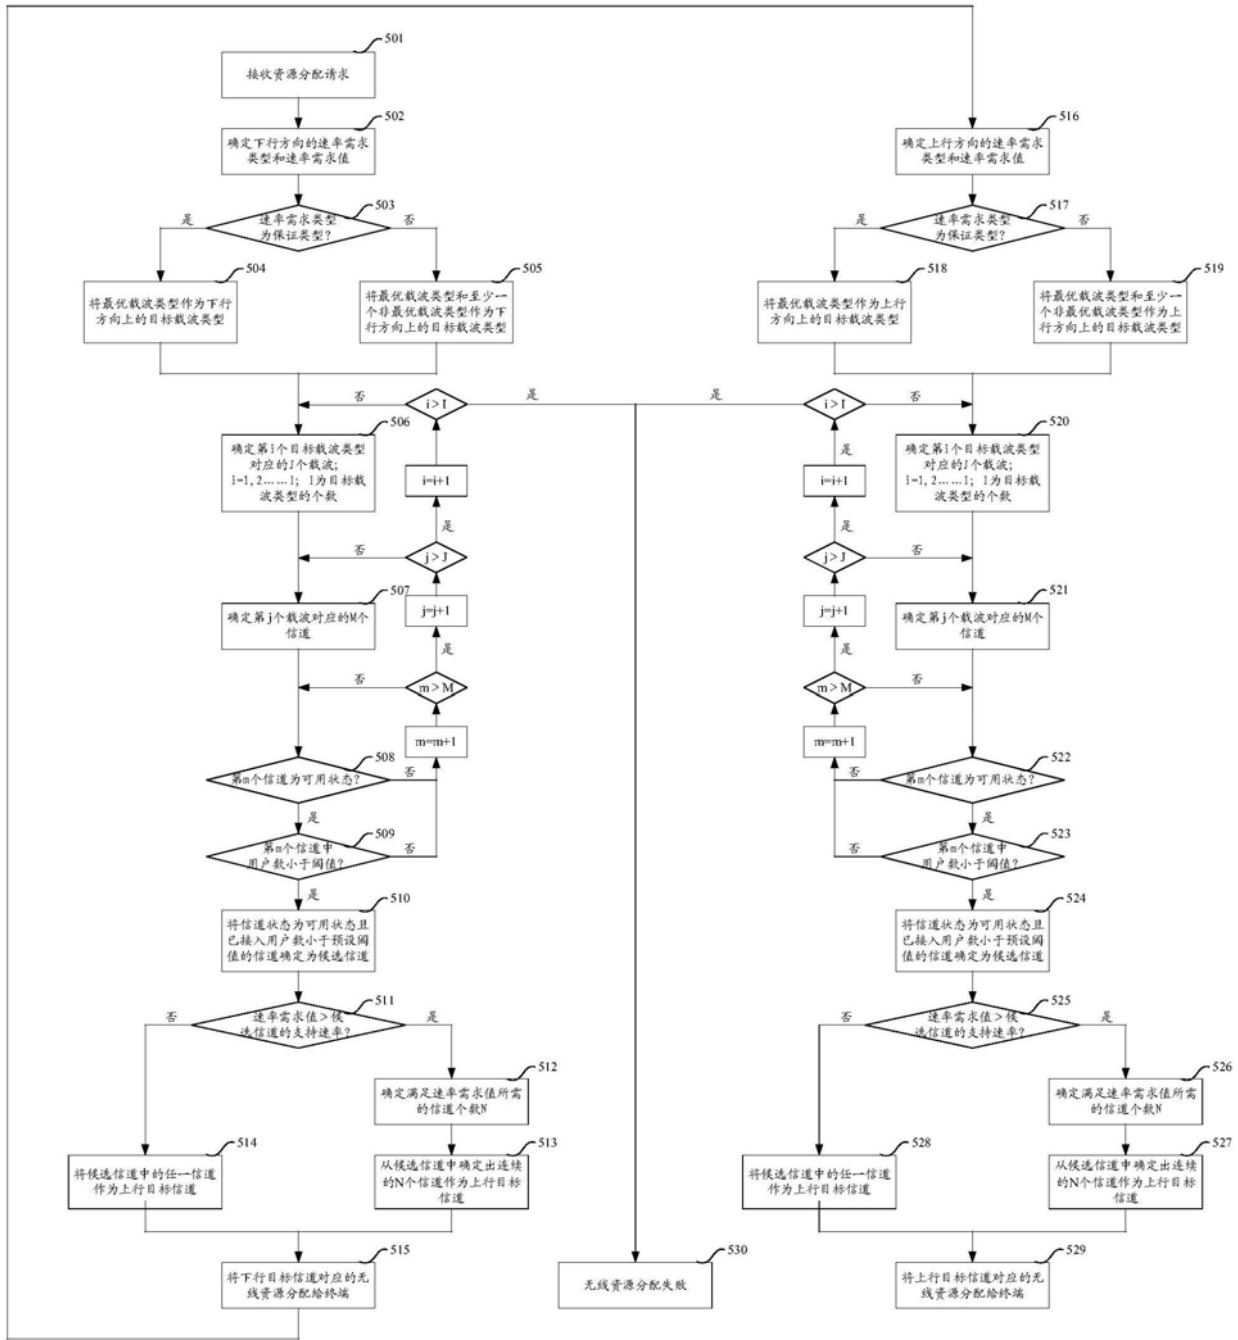 501
接收资源分配请求
502
确定下行方向的速率需求
类型和速率需求值
503
速率需求类型
为保证类型?
是
否
504
将最优载波类型作为下行
方向上的目标载波类型
505
将最优载波类型和至少一
个非最优载波类型作为下
行方向上的目标载波类型
否
i>I
是
506
确定第i个目标载波类型
对应的J个载波;
i=1,2……I; I为目标载
波类型的个数
i=i+1
是
否
j>J
507
确定第j个载波对应的M个
信道
j=j+1
是
否
m>M
m=m+1
508
第m个信道为可用状态?
否
是
509
第m个信道中
用户数小于阈值?
否
是
510
将信道状态为可用状态且
已接入用户数小于预设阈
值的信道确定为候选信道
511
速率需求值>候
选信道的支持速率?
否
是
512
确定满足速率需求值所需
的信道个数N
513
从候选信道中确定出连续
的N个信道作为上行目标
信道
514
将候选信道中的任一信道
作为上行目标信道
515
将下行目标信道对应的无
线资源分配给终端
530
无线资源分配失败
516
确定上行方向的速率需求
类型和速率需求值
517
速率需求类型
为保证类型?
是
否
518
将最优载波类型作为上行
方向上的目标载波类型
519
将最优载波类型和至少一
个非最优载波类型作为上
行方向上的目标载波类型
是
i>I
否
520
确定第i个目标载波类型
对应的J个载波;
i=1,2……I; I为目标载
波类型的个数
是
i=i+1
是
j>J
否
521
确定第j个载波对应的M个
信道
j=j+1
是
m>M
否
m=m+1
522
第m个信道为可用状态?
否
是
523
第m个信道中
用户数小于阈值?
否
是
524
将信道状态为可用状态且
已接入用户数小于预设阈
值的信道确定为候选信道
525
速率需求值>候
选信道的支持速率?
否
是
526
确定满足速率需求值所需
的信道个数N
527
从候选信道中确定出连续
的N个信道作为上行目标
信道
528
将候选信道中的任一信道
作为上行目标信道
529
将上行目标信道对应的无
线资源分配给终端